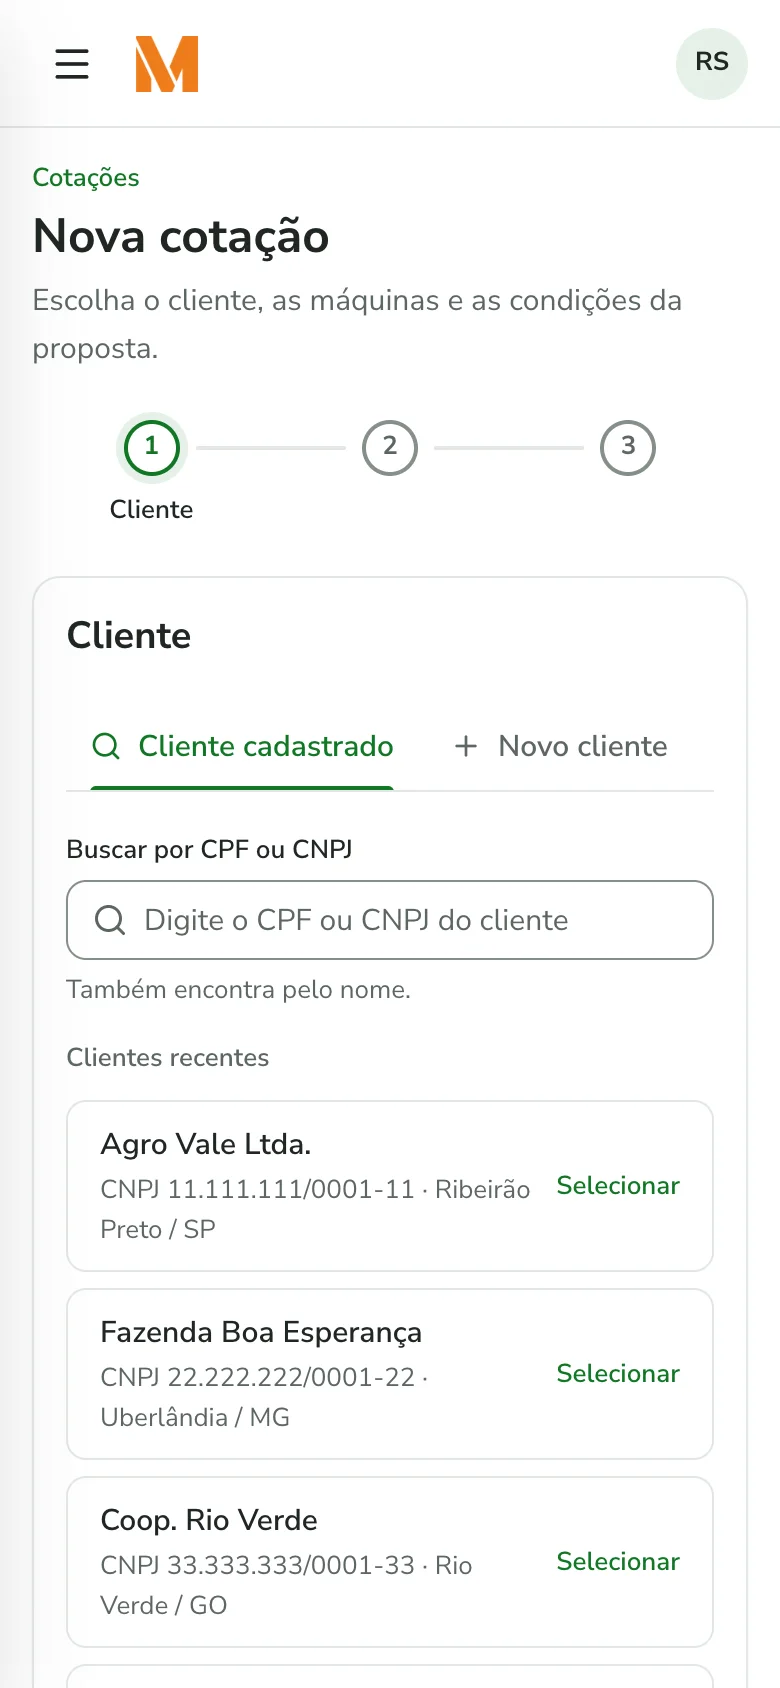 M
RS
Cotações
Nova cotação
Escolha o cliente, as máquinas e as condições da
proposta.
1
2
3
Cliente
Cliente
Cliente cadastrado
Novo cliente
Buscar por CPF ou CNPJ
Digite o CPF ou CNPJ do cliente
Também encontra pelo nome.
Clientes recentes
Agro Vale Ltda.
CNPJ 11.111.111/0001-11 · Ribeirão
Preto / SP
Selecionar
Fazenda Boa Esperança
CNPJ 22.222.222/0001-22 ·
Uberlândia / MG
Selecionar
Coop. Rio Verde
CNPJ 33.333.333/0001-33 · Rio
Verde / GO
Selecionar